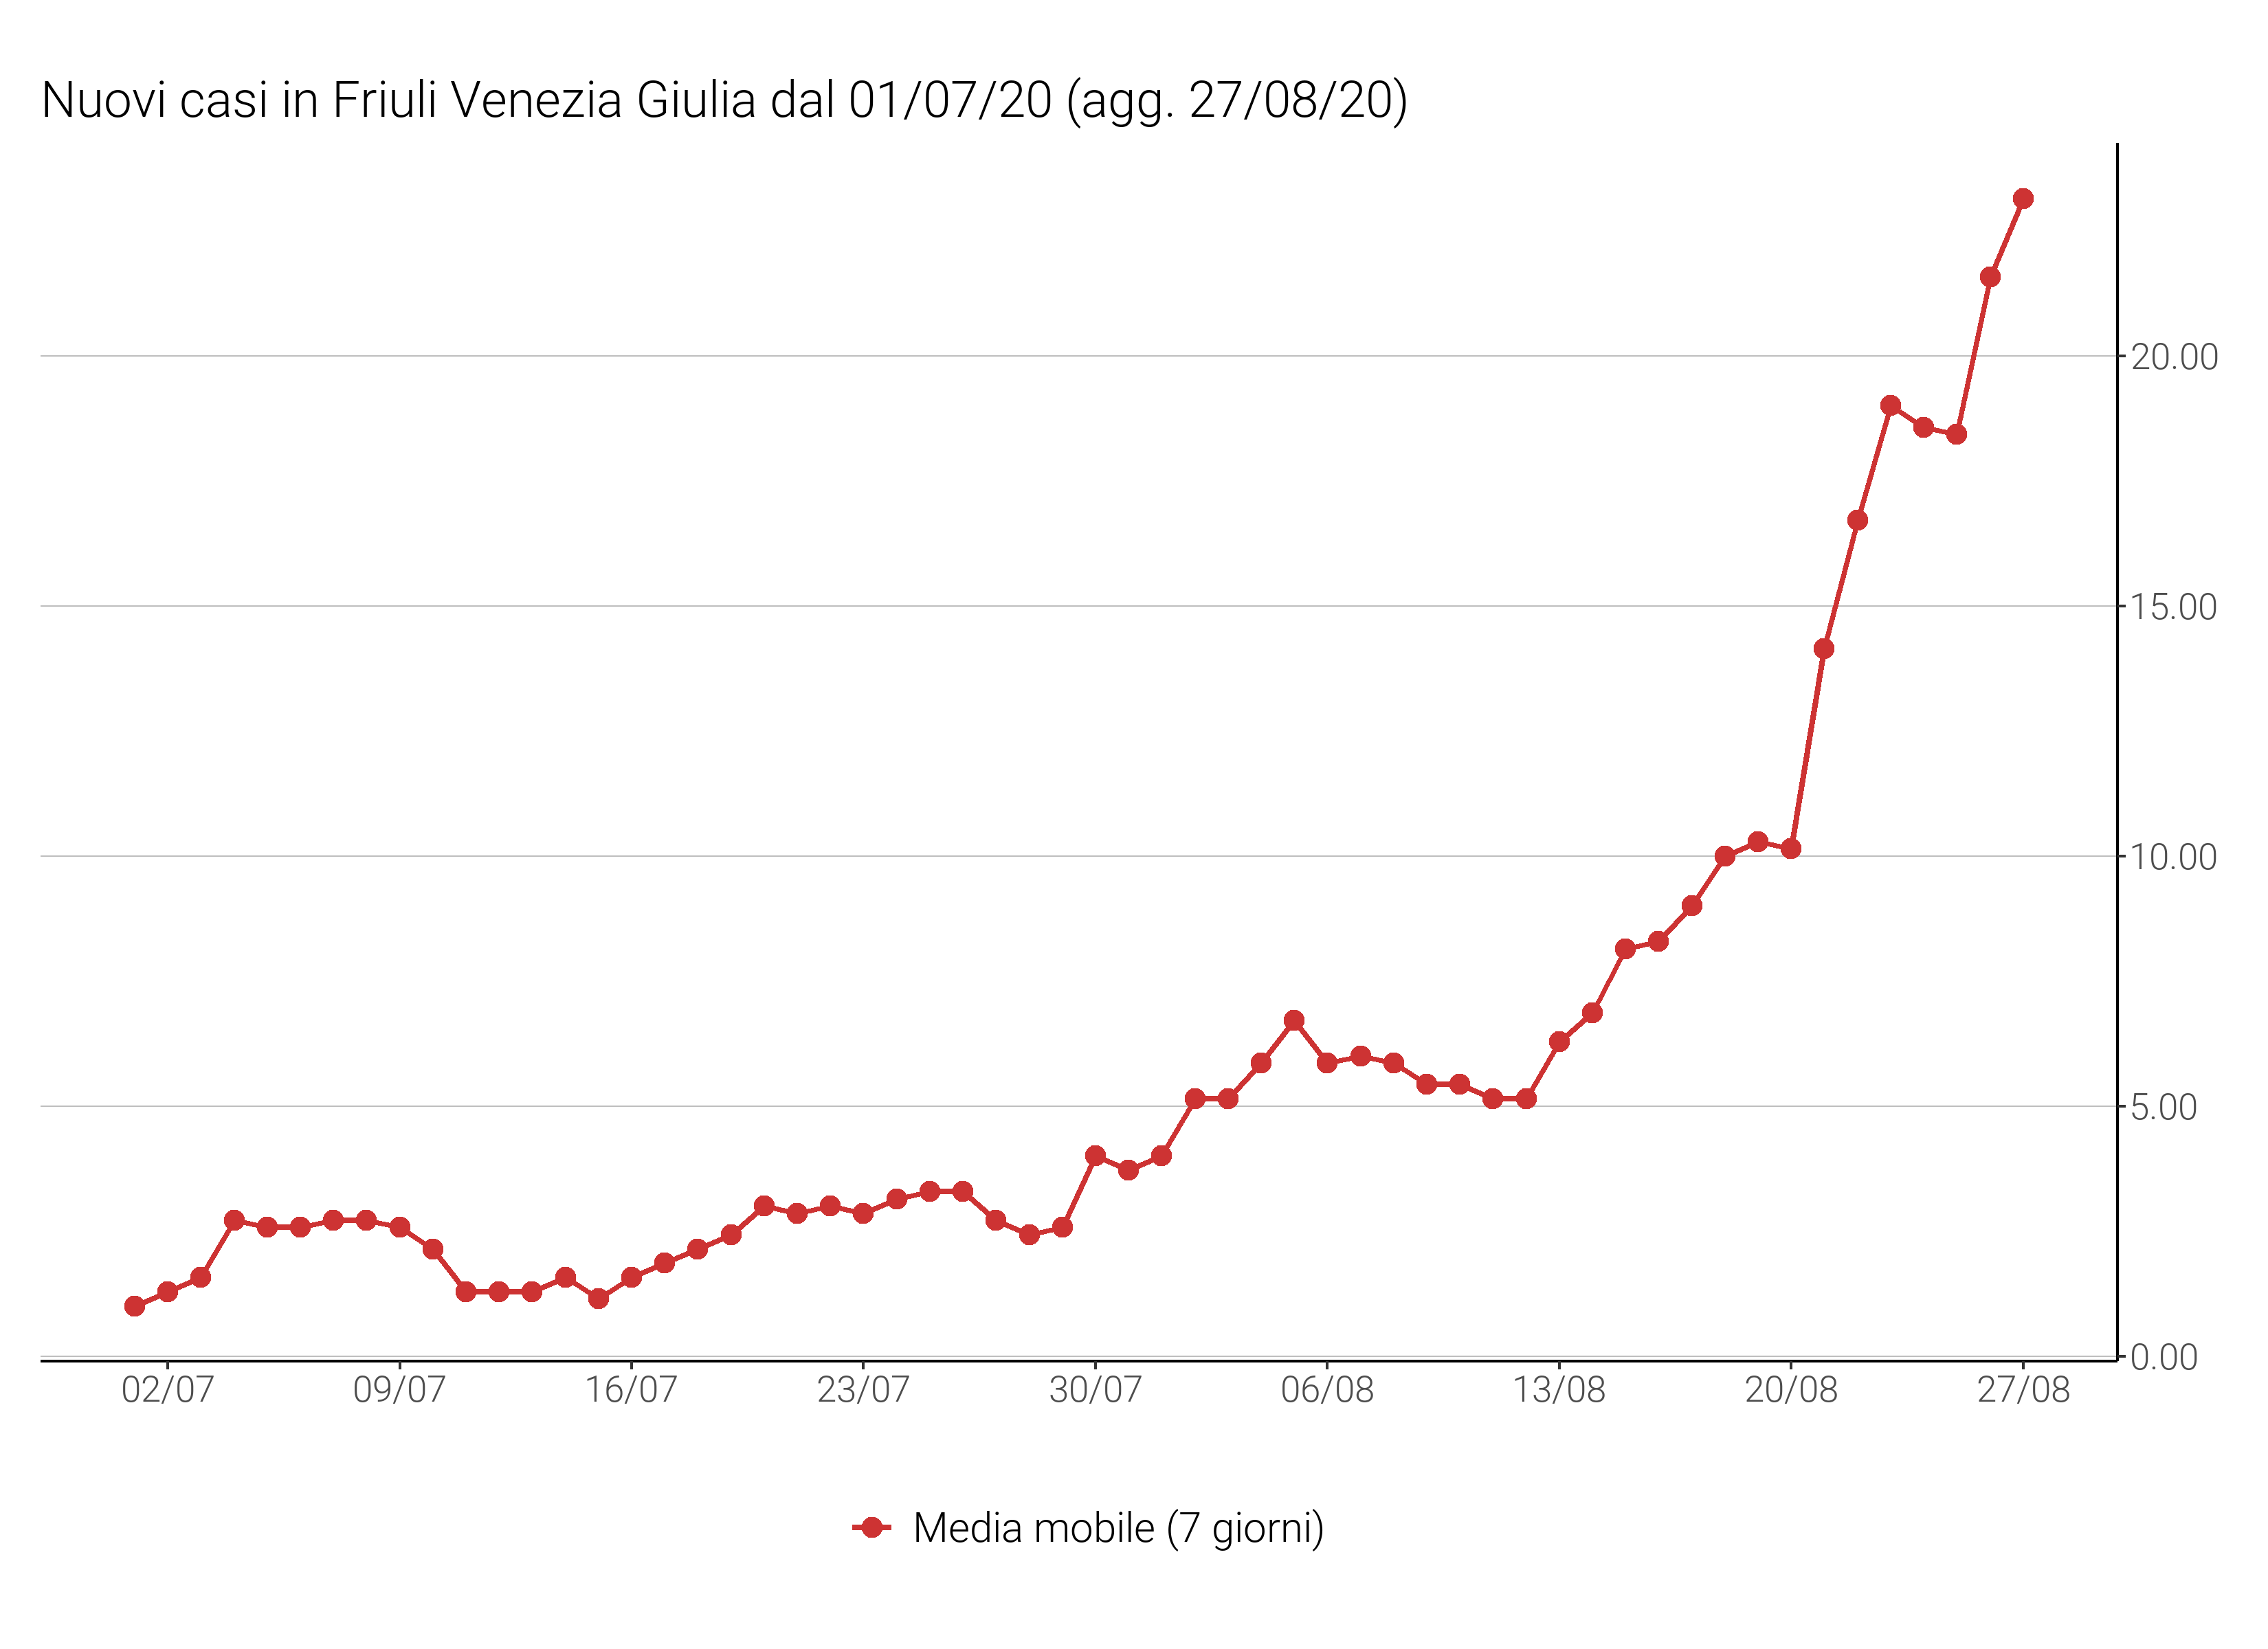 Nuovi casi in Friuli Venezia Giulia dal 01/07/20 (agg. 27/08/20)
20.00
15.00
10.00
5.00
0.00
02/07 09/07 16/07 23/07 30/07 06/08 13/08 20/08 27/08
Media mobile (7 giorni)